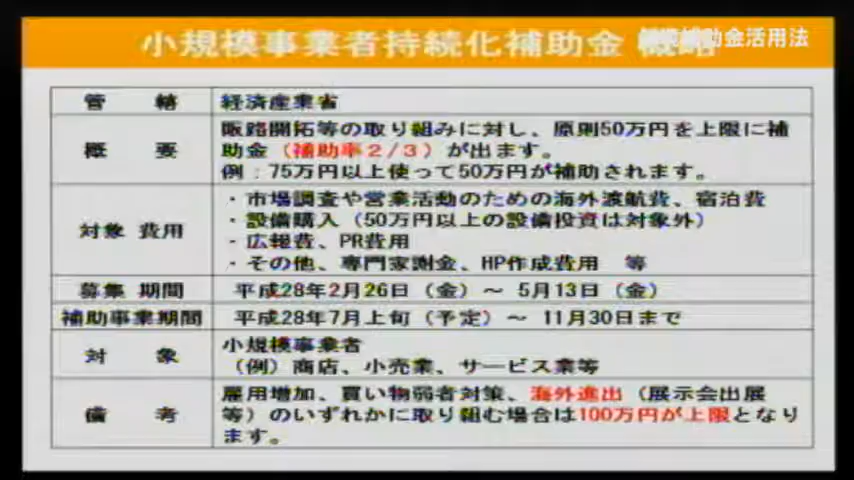 小規模事業者持続化補助金 概略
補助金活用法
管　轄　経済産業省
概　要　販路開拓等の取り組みに対し、原則50万円を上限に補
助金（補助率２/３）が出ます。
例：75万円以上使って50万円が補助されます。
対象 費用　・市場調査や営業活動のための海外渡航費、宿泊費
・設備購入（50万円以上の設備投資は対象外）
・広報費、PR費用
・その他、専門家謝金、HP作成費用　等
募集 期間　平成28年2月26日（金）～ 5月13日（金）
補助事業期間　平成28年7月上旬（予定）～ 11月30日まで
対　象　小規模事業者
（例）商店、小売業、サービス業等
備　考　雇用増加、買い物弱者対策、海外進出（展示会出展
等）のいずれかに取り組む場合は100万円が上限となり
ます。